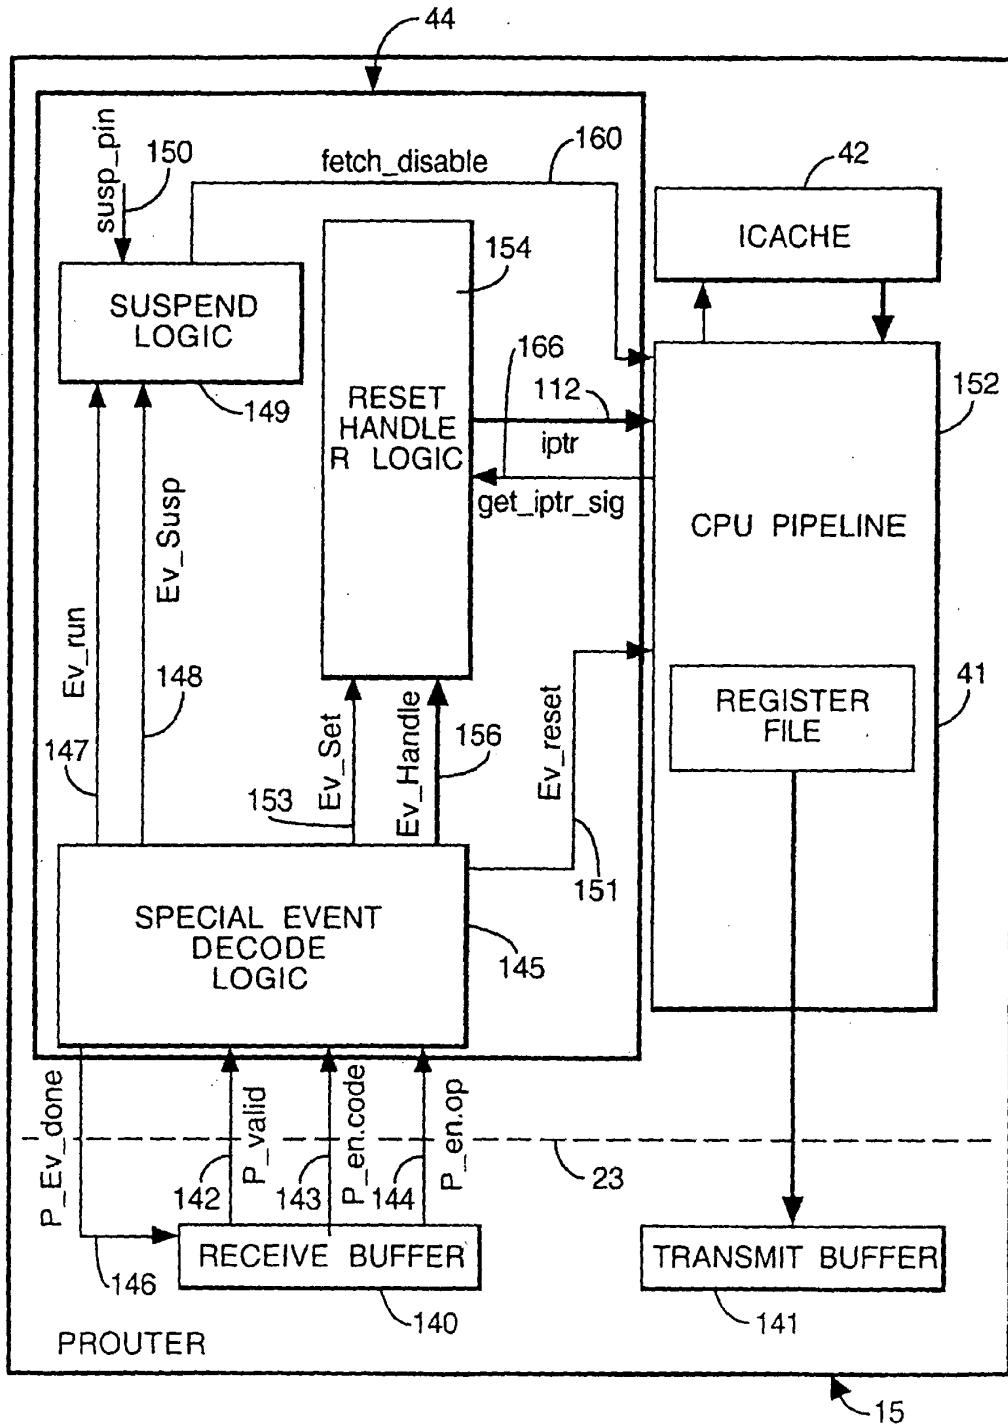 44
susp_pin
150
fetch_disable
160
42
ICACHE
154
SUSPEND
LOGIC
149
RESET
HANDLE
R LOGIC
166
112
iptr
get_iptr_sig
152
CPU PIPELINE
Ev_run
Ev_Susp
147
148
153
Ev_Set
Ev_Handle
156
Ev_reset
151
REGISTER
FILE
41
SPECIAL EVENT
DECODE
LOGIC
145
P_Ev_done
142
P_valid
143
P_en.code
144
P_en.op
23
146
RECEIVE BUFFER
140
TRANSMIT BUFFER
141
PROUTER
15